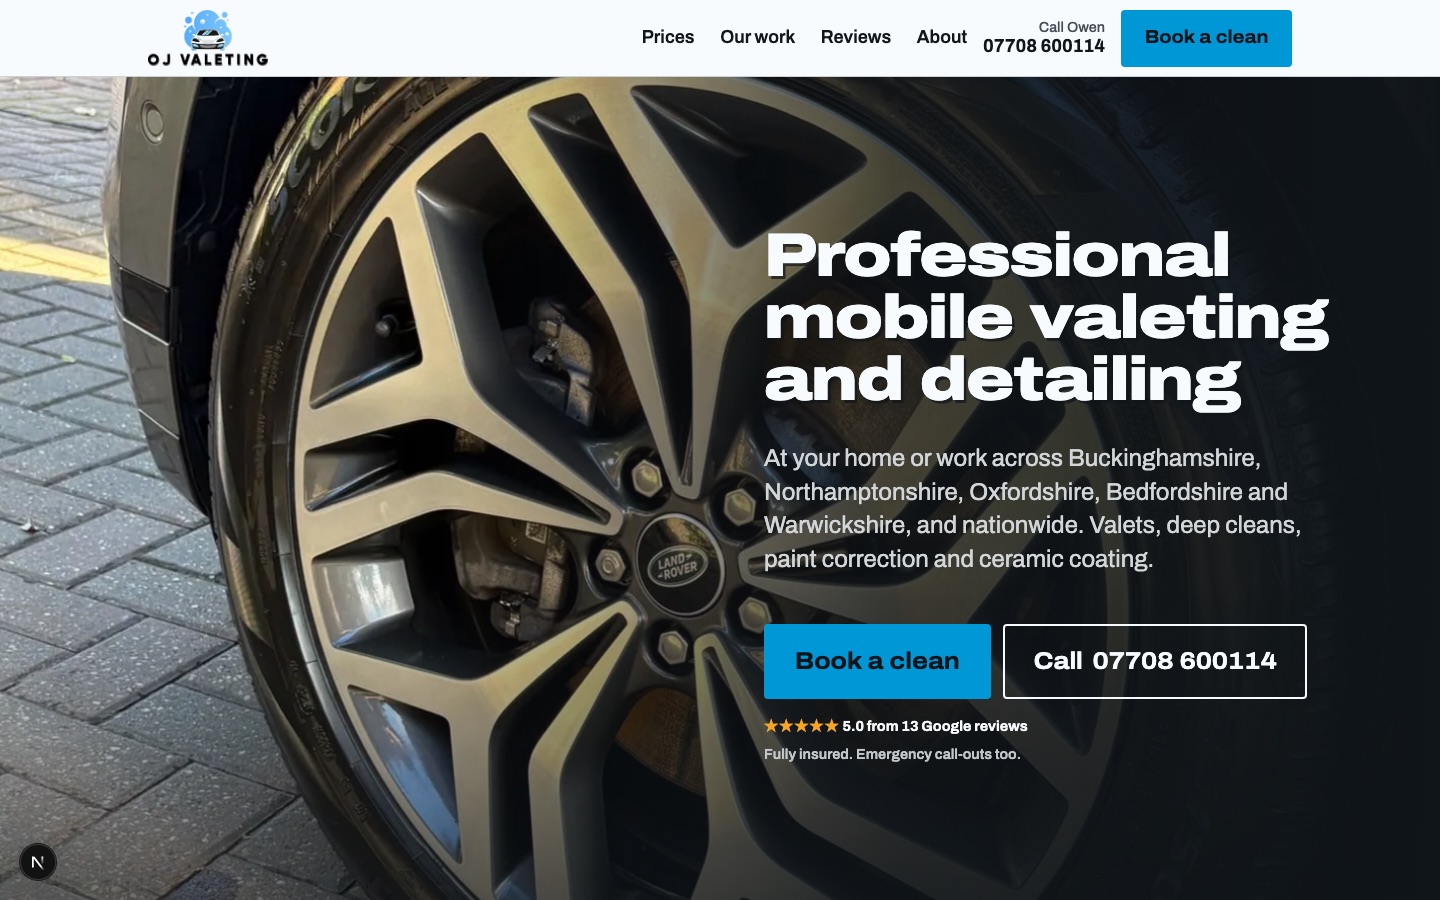 OJ VALETING
Prices
Our work
Reviews
About
Call Owen
07708 600114
Book a clean
Professional
mobile valeting
and detailing
At your home or work across Buckinghamshire,
Northamptonshire, Oxfordshire, Bedfordshire and
Warwickshire, and nationwide. Valets, deep cleans,
paint correction and ceramic coating.
Book a clean
Call 07708 600114
★★★★★ 5.0 from 13 Google reviews
Fully insured. Emergency call-outs too.
LAND
ROVER
N